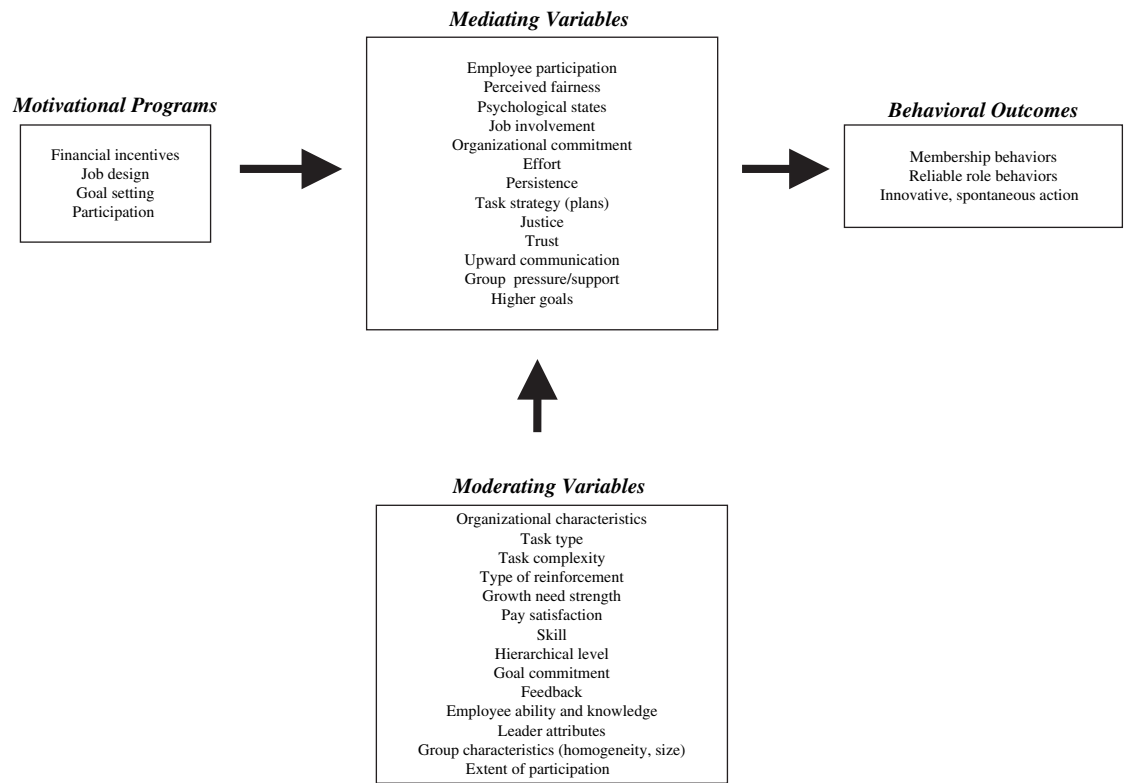 Mediating Variables
Employee participation
Perceived fairness
Psychological states
Job involvement
Organizational commitment
Effort
Persistence
Task strategy (plans)
Justice
Trust
Upward communication
Group pressure/support
Higher goals
Motivational Programs
Financial incentives
Job design
Goal setting
Participation
Behavioral Outcomes
Membership behaviors
Reliable role behaviors
Innovative, spontaneous action
Moderating Variables
Organizational characteristics
Task type
Task complexity
Type of reinforcement
Growth need strength
Pay satisfaction
Skill
Hierarchical level
Goal commitment
Feedback
Employee ability and knowledge
Leader attributes
Group characteristics (homogeneity, size)
Extent of participation